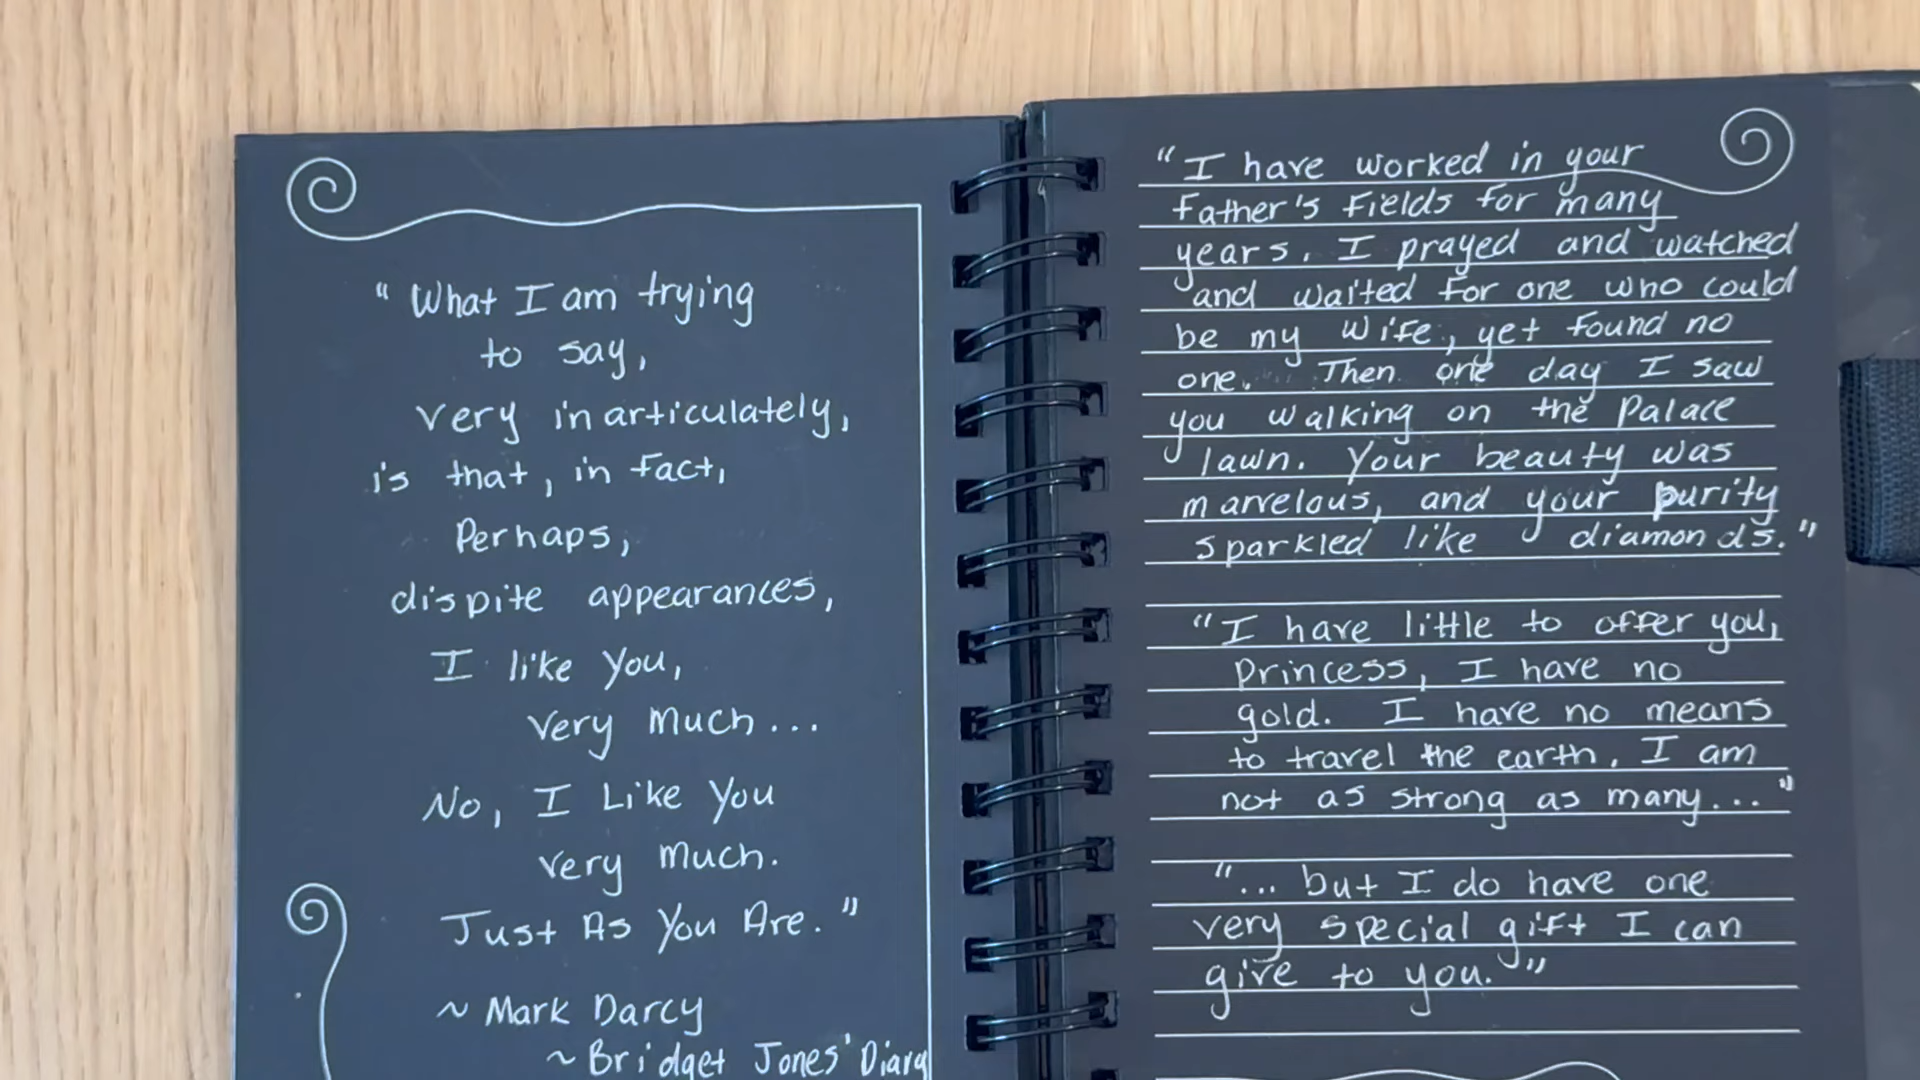 "What I am trying
to say,
very inarticulately,
is that, in fact,
Perhaps,
dispite appearances,
I like You,
very much...
No, I Like You
very much.
Just As You Are."
~ Mark Darcy
~ Bridget Jones' Diary
"I have worked in your
Father's Fields for many
years. I prayed and watched
and waited for one who could
be my wife, yet found no
one. Then one day I saw
you walking on the Palace
lawn. Your beauty was
marvelous, and your purity
sparkled like diamonds."
"I have little to offer you,
Princess, I have no
gold. I have no means
to travel the earth. I am
not as strong as many..."
"... but I do have one
very special gift I can
give to you."